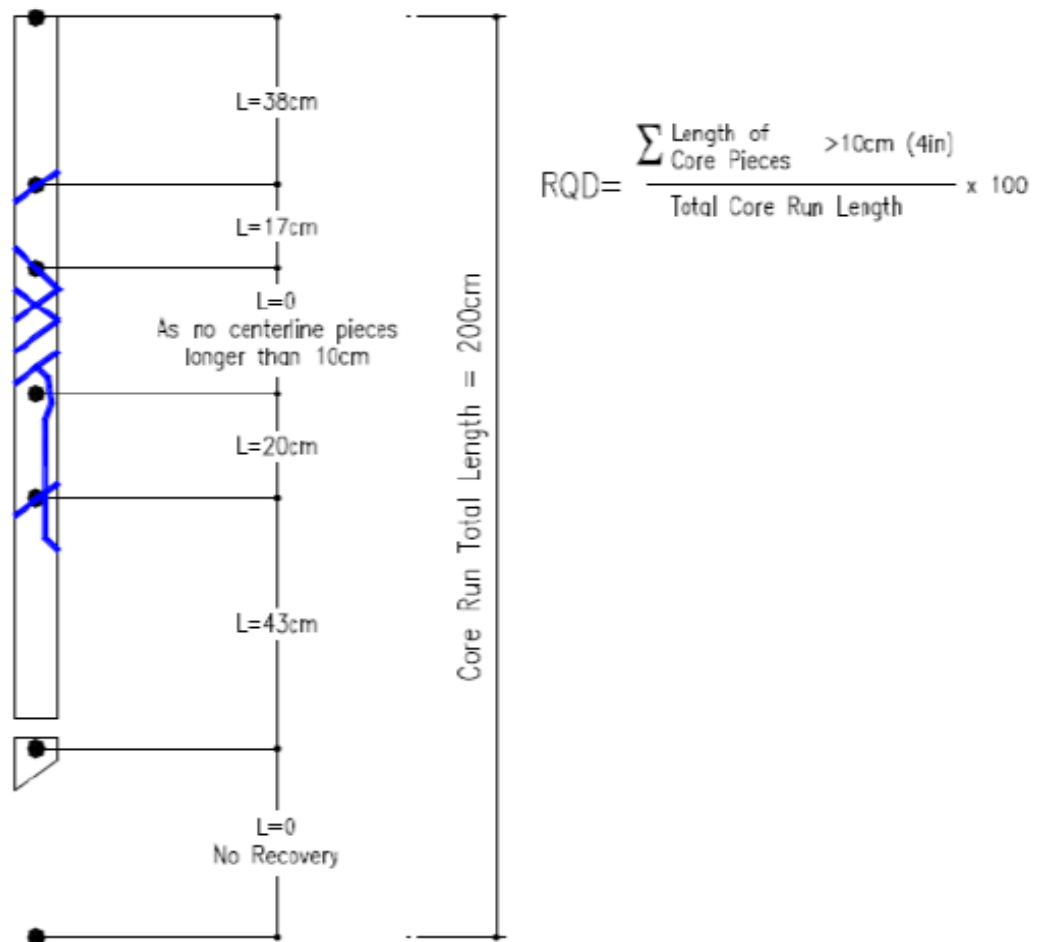 L=38cm
L=17cm
L=0
As no centerline pieces
longer than 10cm
L=20cm
L=43cm
L=0
No Recovery
Core Run Total Length = 200cm
RQD= ∑ Length of
Core Pieces >10cm (4in)
Total Core Run Length
x 100